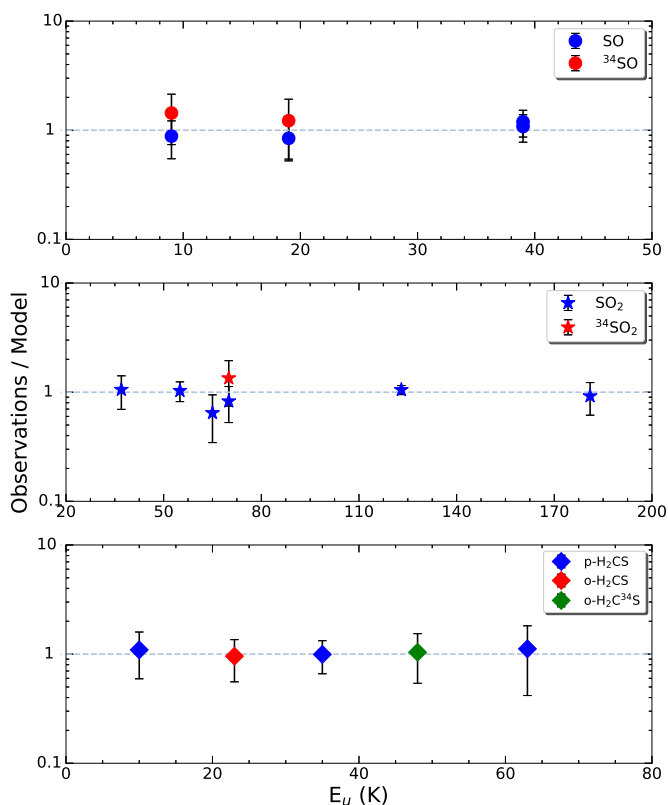 10
SO
³⁴SO
1
0.1
0 10 20 30 40 50
10
SO₂
³⁴SO₂
1
0.1
20 50 80 110 140 170 200
Observations / Model
10
p-H₂CS
o-H₂CS
o-H₂C³⁴S
1
0.1
0 20 40 60 80
Eᵤ (K)